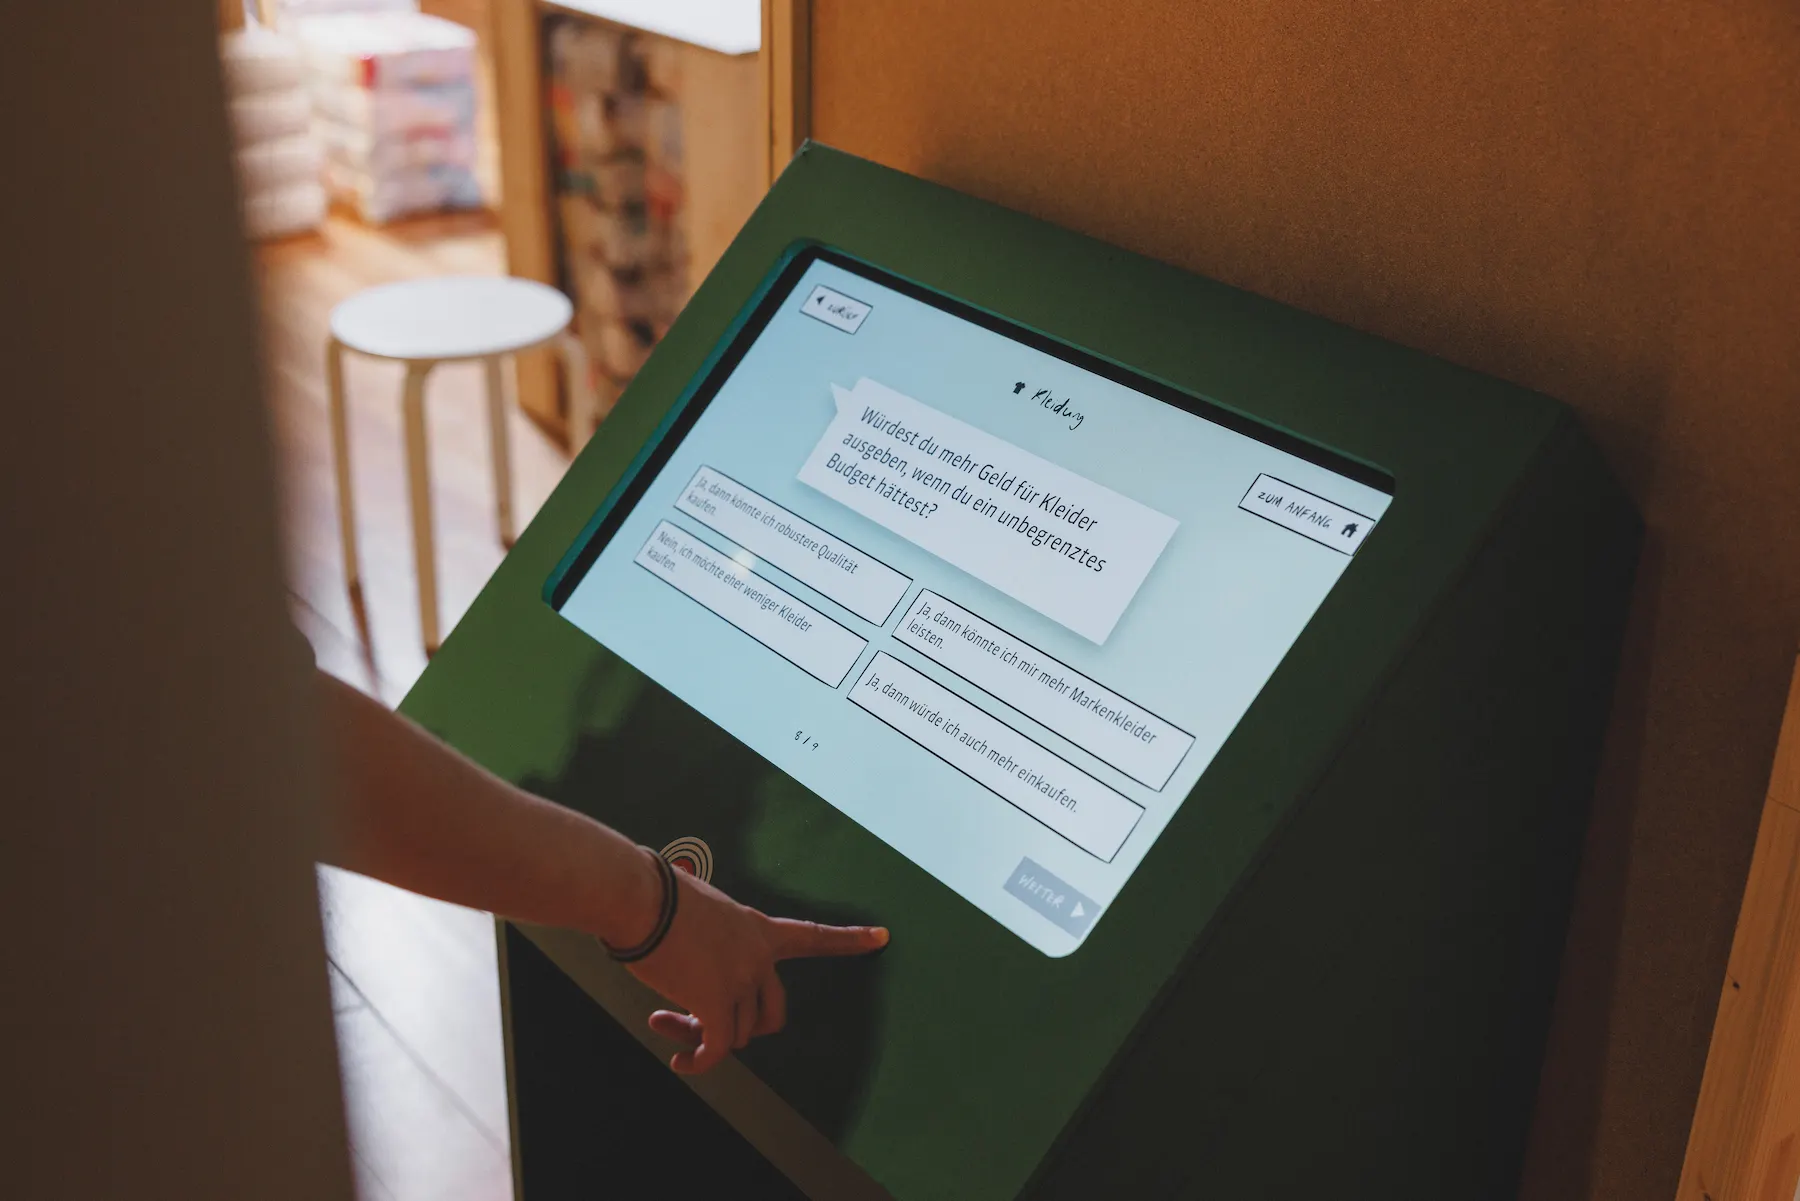 ZURÜCK
Kleidung
ZUM ANFANG
Würdest du mehr Geld für Kleider
ausgeben, wenn du ein unbegrenztes
Budget hättest?
Ja, dann könnte ich robustere Qualität
kaufen.
Ja, dann könnte ich mir mehr Markenkleider
leisten.
Nein, ich möchte eher weniger Kleider
kaufen.
Ja, dann würde ich auch mehr einkaufen.
8/9
WEITER